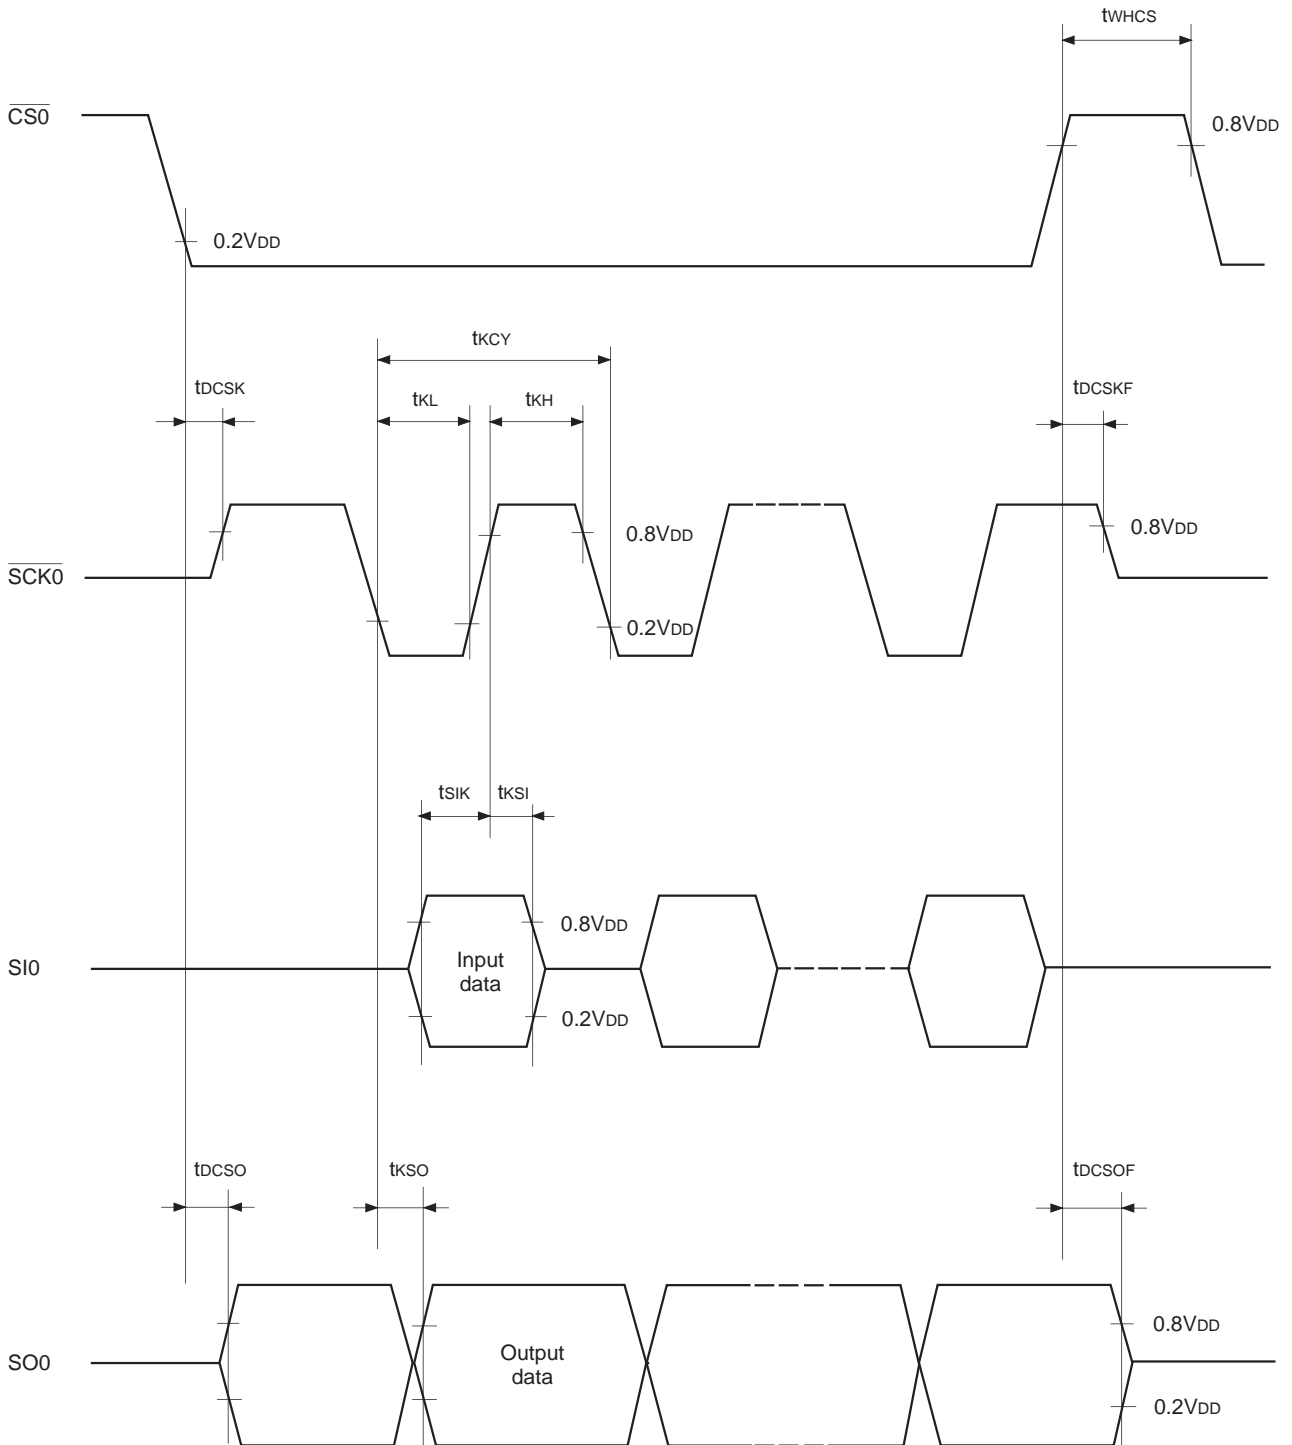 tWHCS
CS0
0.8VDD
0.2VDD
tKCY
tDCSK
tKL
tKH
tDCSKF
0.8VDD
0.8VDD
SCK0
0.2VDD
tSIK
tKSI
0.8VDD
SI0
Input
data
0.2VDD
tDCSO
tKSO
tDCSOF
0.8VDD
SO0
Output
data
0.2VDD